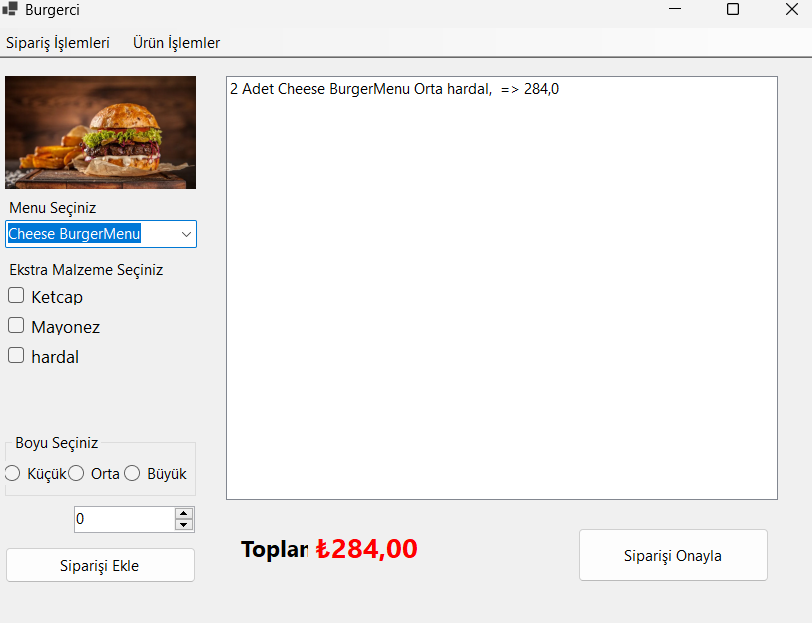 Burgerci
Sipariş İşlemleri Ürün İşlemler
2 Adet Cheese BurgerMenu Orta hardal, => 284,0
Menu Seçiniz
Cheese BurgerMenu
Ekstra Malzeme Seçiniz
Ketcap
Mayonez
hardal
Boyu Seçiniz
Küçük Orta Büyük
0
Siparişi Ekle
Toplar ₺284,00
Siparişi Onayla